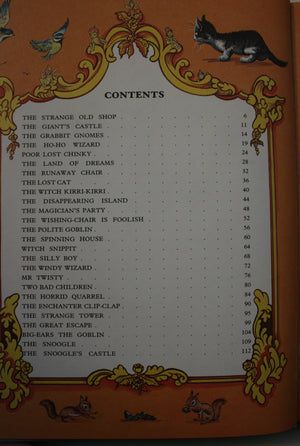 CONTENTS
THE STRANGE OLD SHOP 6
THE GIANT'S CASTLE 11
THE GRABBIT GNOMES 14
THE HO-HO WIZARD 19
POOR LOST CHINKY 24
THE LAND OF DREAMS 28
THE RUNAWAY CHAIR 32
THE LOST CAT 36
THE WITCH KIRRI-KIRRI 40
THE DISAPPEARING ISLAND 44
THE MAGICIAN'S PARTY 48
THE WISHING-CHAIR IS FOOLISH 52
THE POLITE GOBLIN 56
THE SPINNING HOUSE 60
WITCH SNIPPIT 64
THE SILLY BOY 68
THE WINDY WIZARD 72
MR TWISTY 76
TWO BAD CHILDREN 80
THE HORRID QUARREL 84
THE ENCHANTER CLIP-CLAP 90
THE STRANGE TOWER 95
THE GREAT ESCAPE 99
BIG-EARS THE GOBLIN 104
THE SNOOGLE 109
THE SNOOGLE'S CASTLE 112